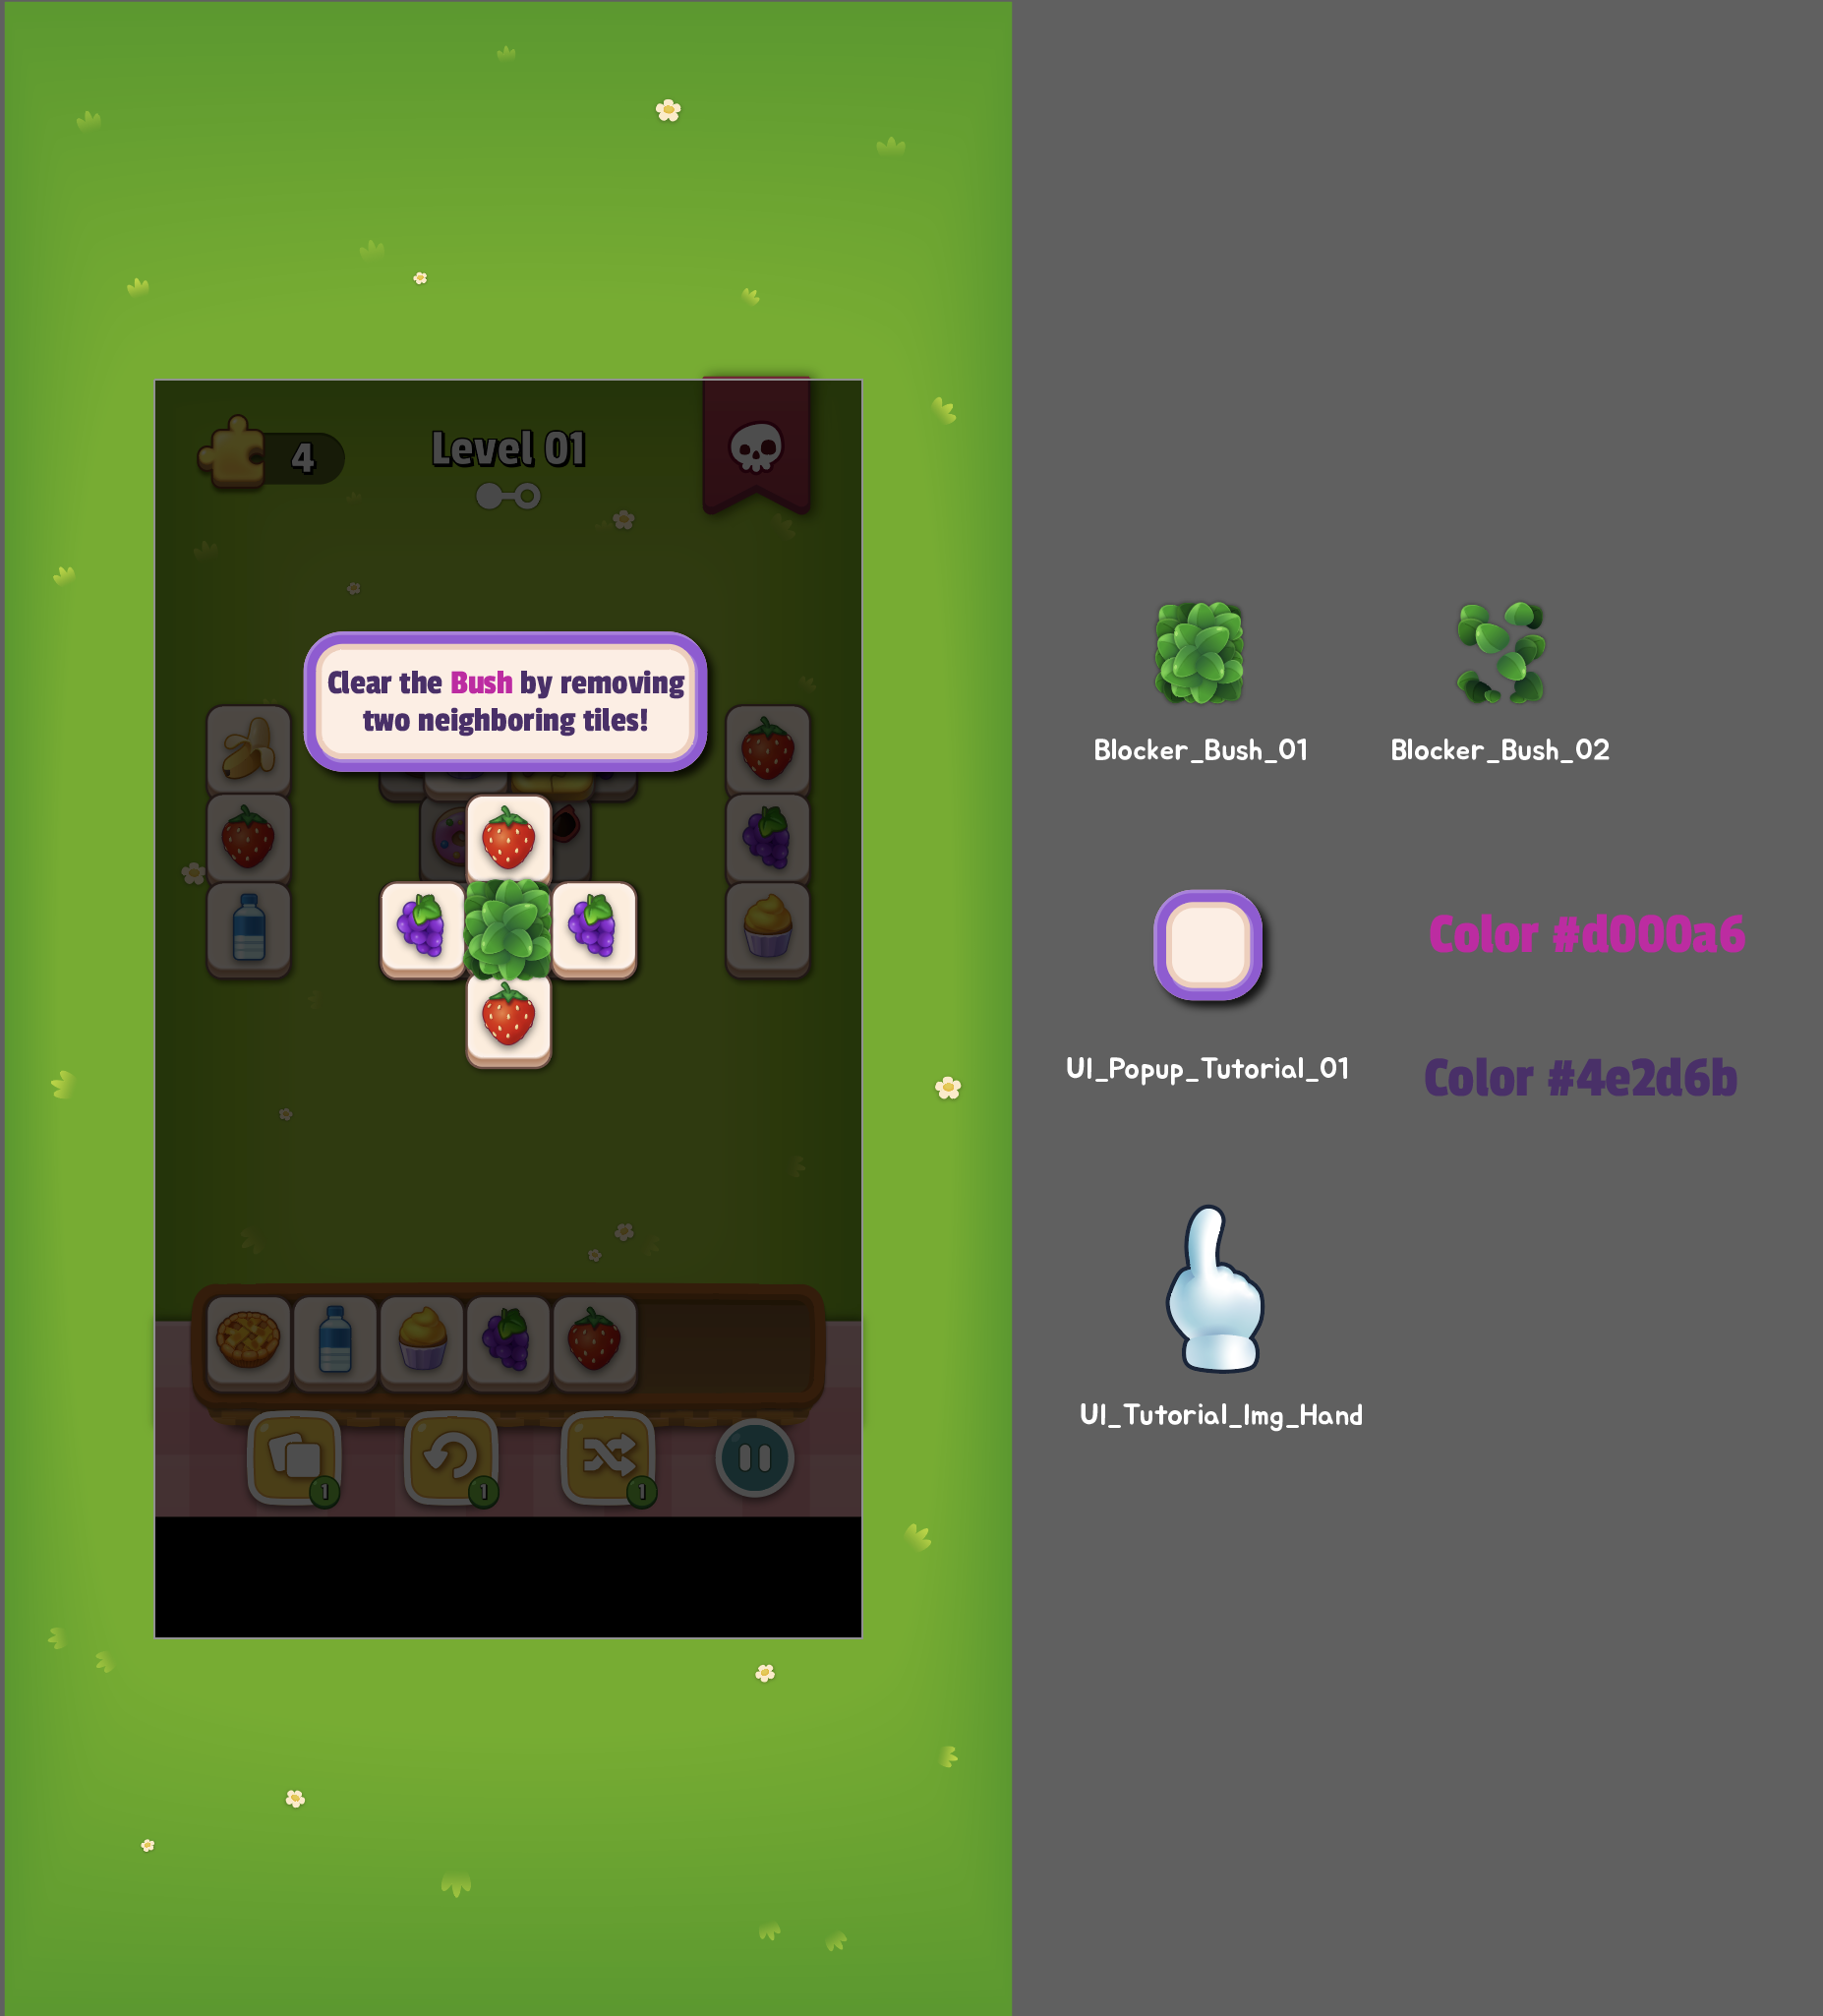 4
Level 01
Clear the Bush by removing
two neighboring tiles!
1
1
1
Blocker_Bush_01
Blocker_Bush_02
UI_Popup_Tutorial_01
Color #d000a6
Color #4e2d6b
UI_Tutorial_Img_Hand